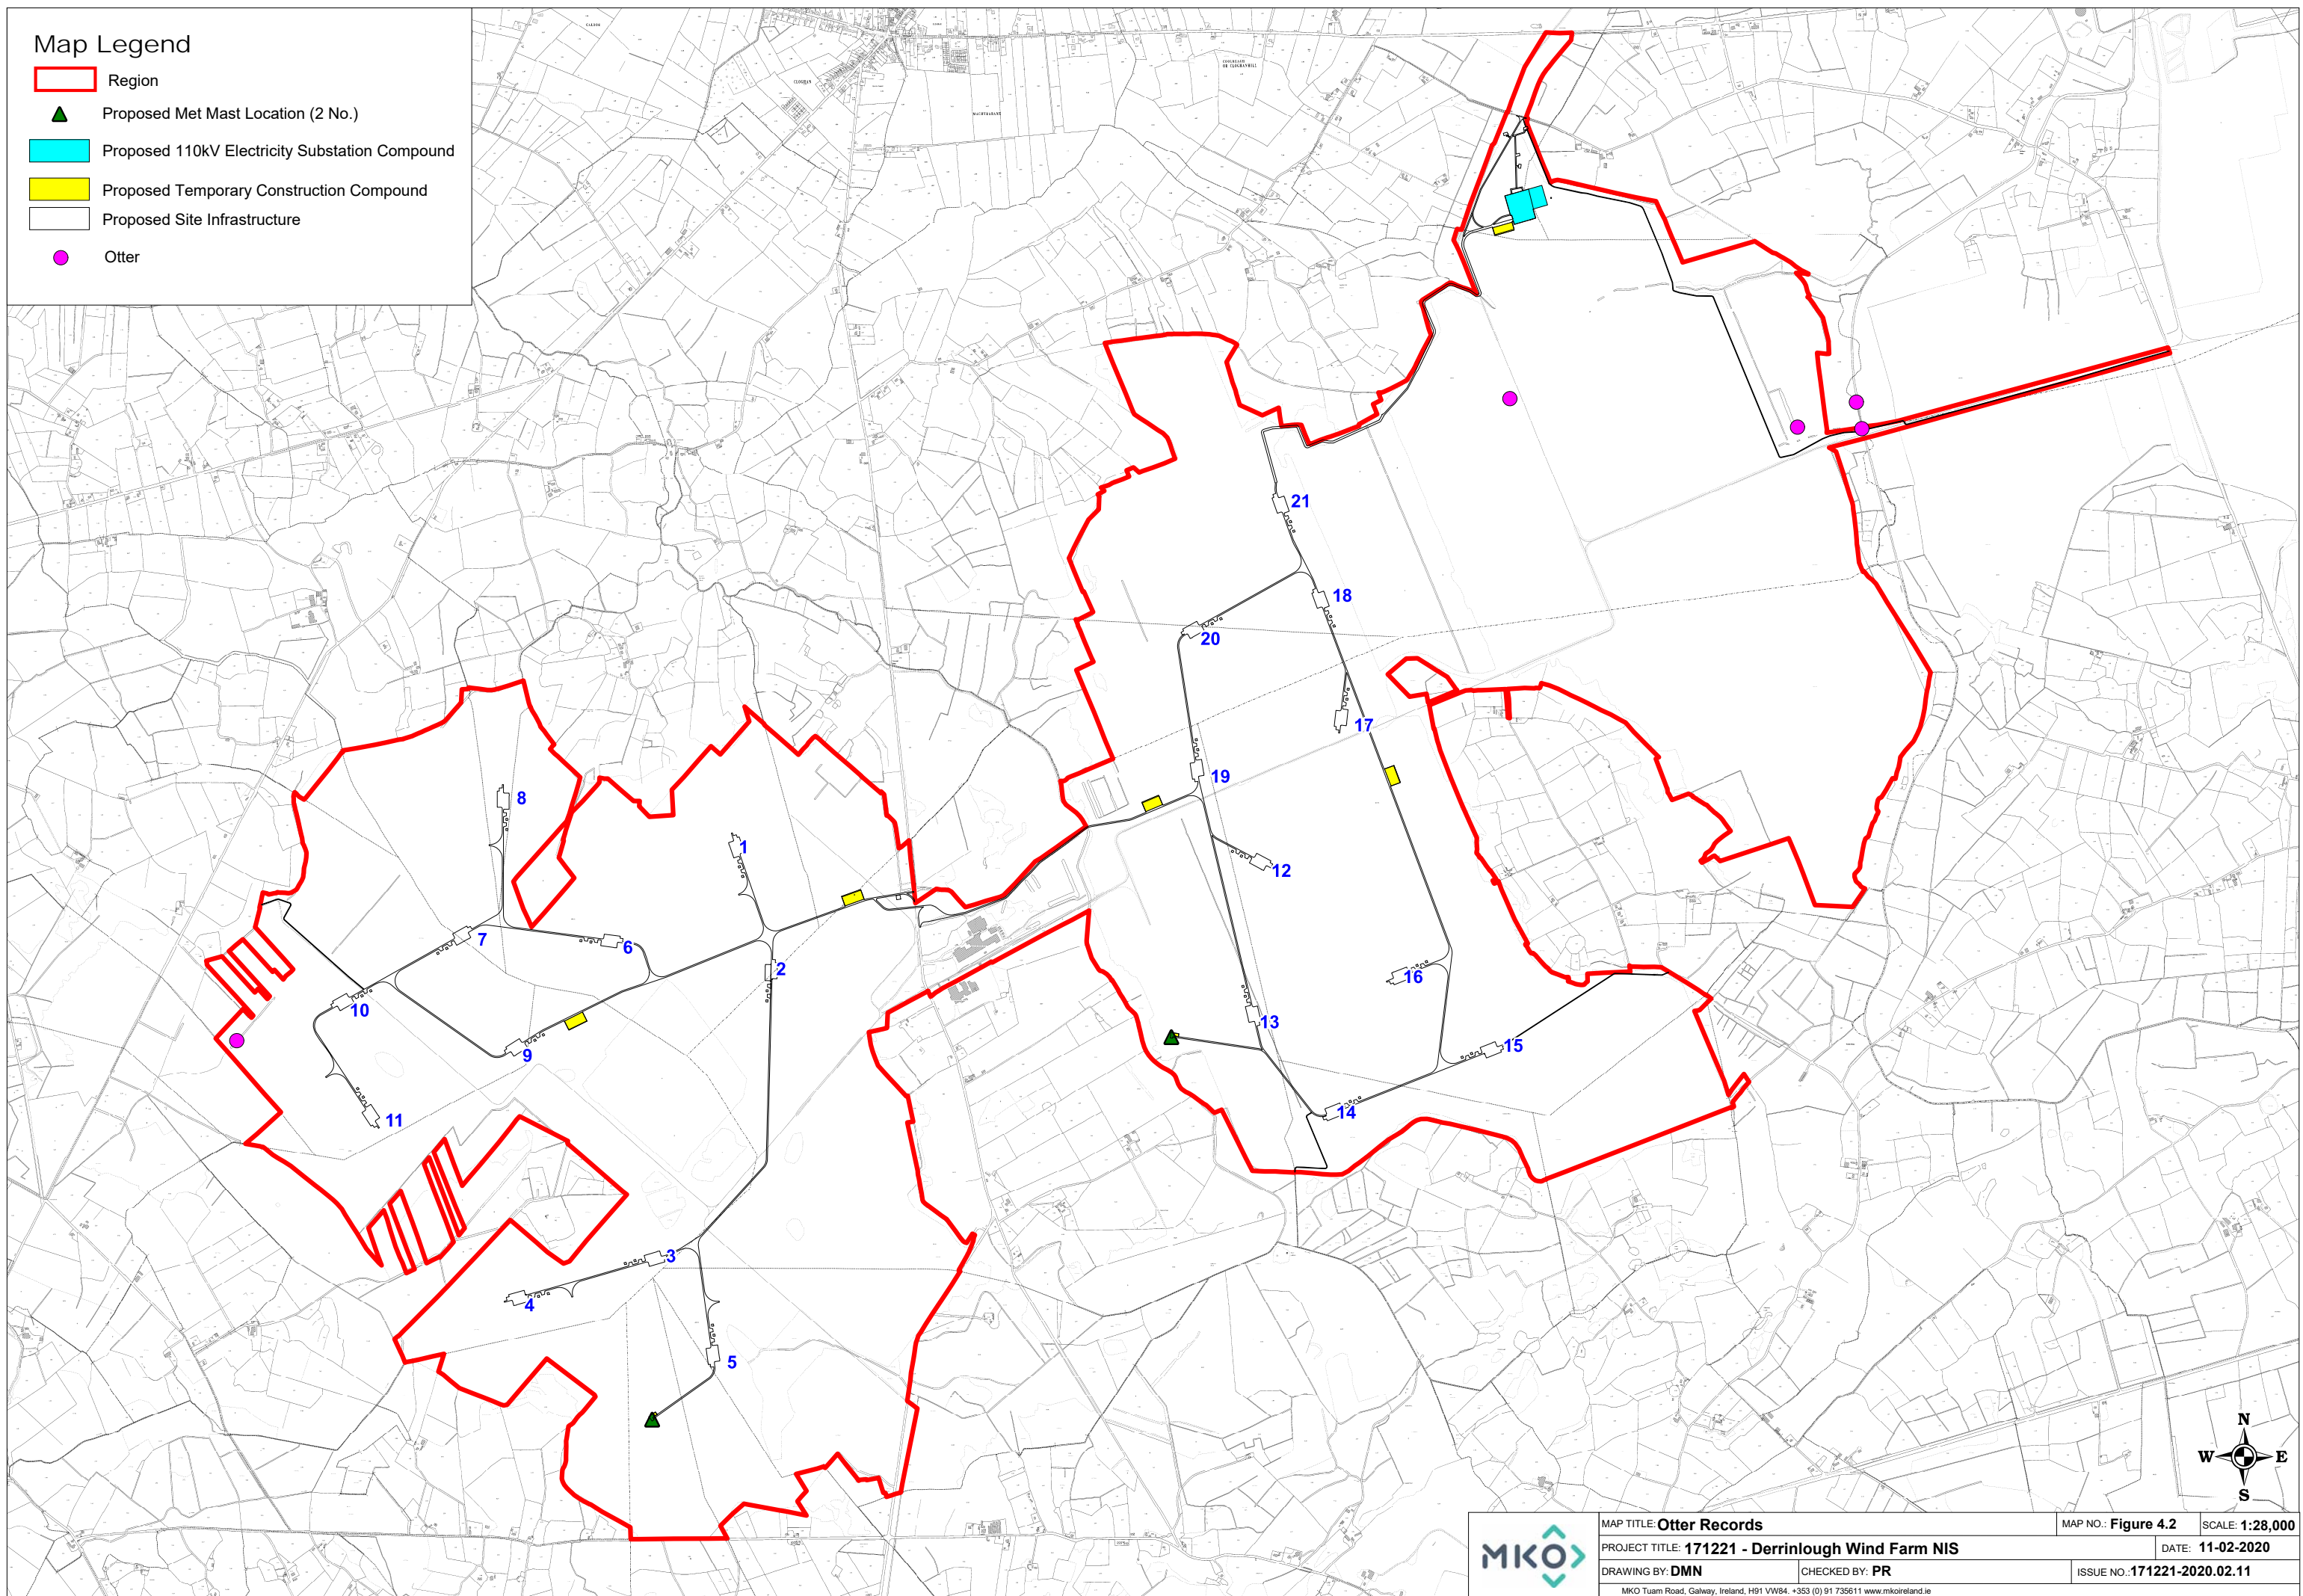 Map Legend
Region
Proposed Met Mast Location (2 No.)
Proposed 110kV Electricity Substation Compound
Proposed Temporary Construction Compound
Proposed Site Infrastructure
Otter
CLOGHAN
21
18
20
17
19
8
1
12
7
6
2
16
10
13
9
15
11
14
3
4
5
N
W E
S
MKO
MAP TITLE: Otter Records
MAP NO.: Figure 4.2
SCALE: 1:28,000
PROJECT TITLE: 171221 - Derrinlough Wind Farm NIS
DATE: 11-02-2020
DRAWING BY: DMN
CHECKED BY: PR
ISSUE NO.:171221-2020.02.11
MKO Tuam Road, Galway, Ireland, H91 VW84. +353 (0) 91 735611 www.mkoireland.ie